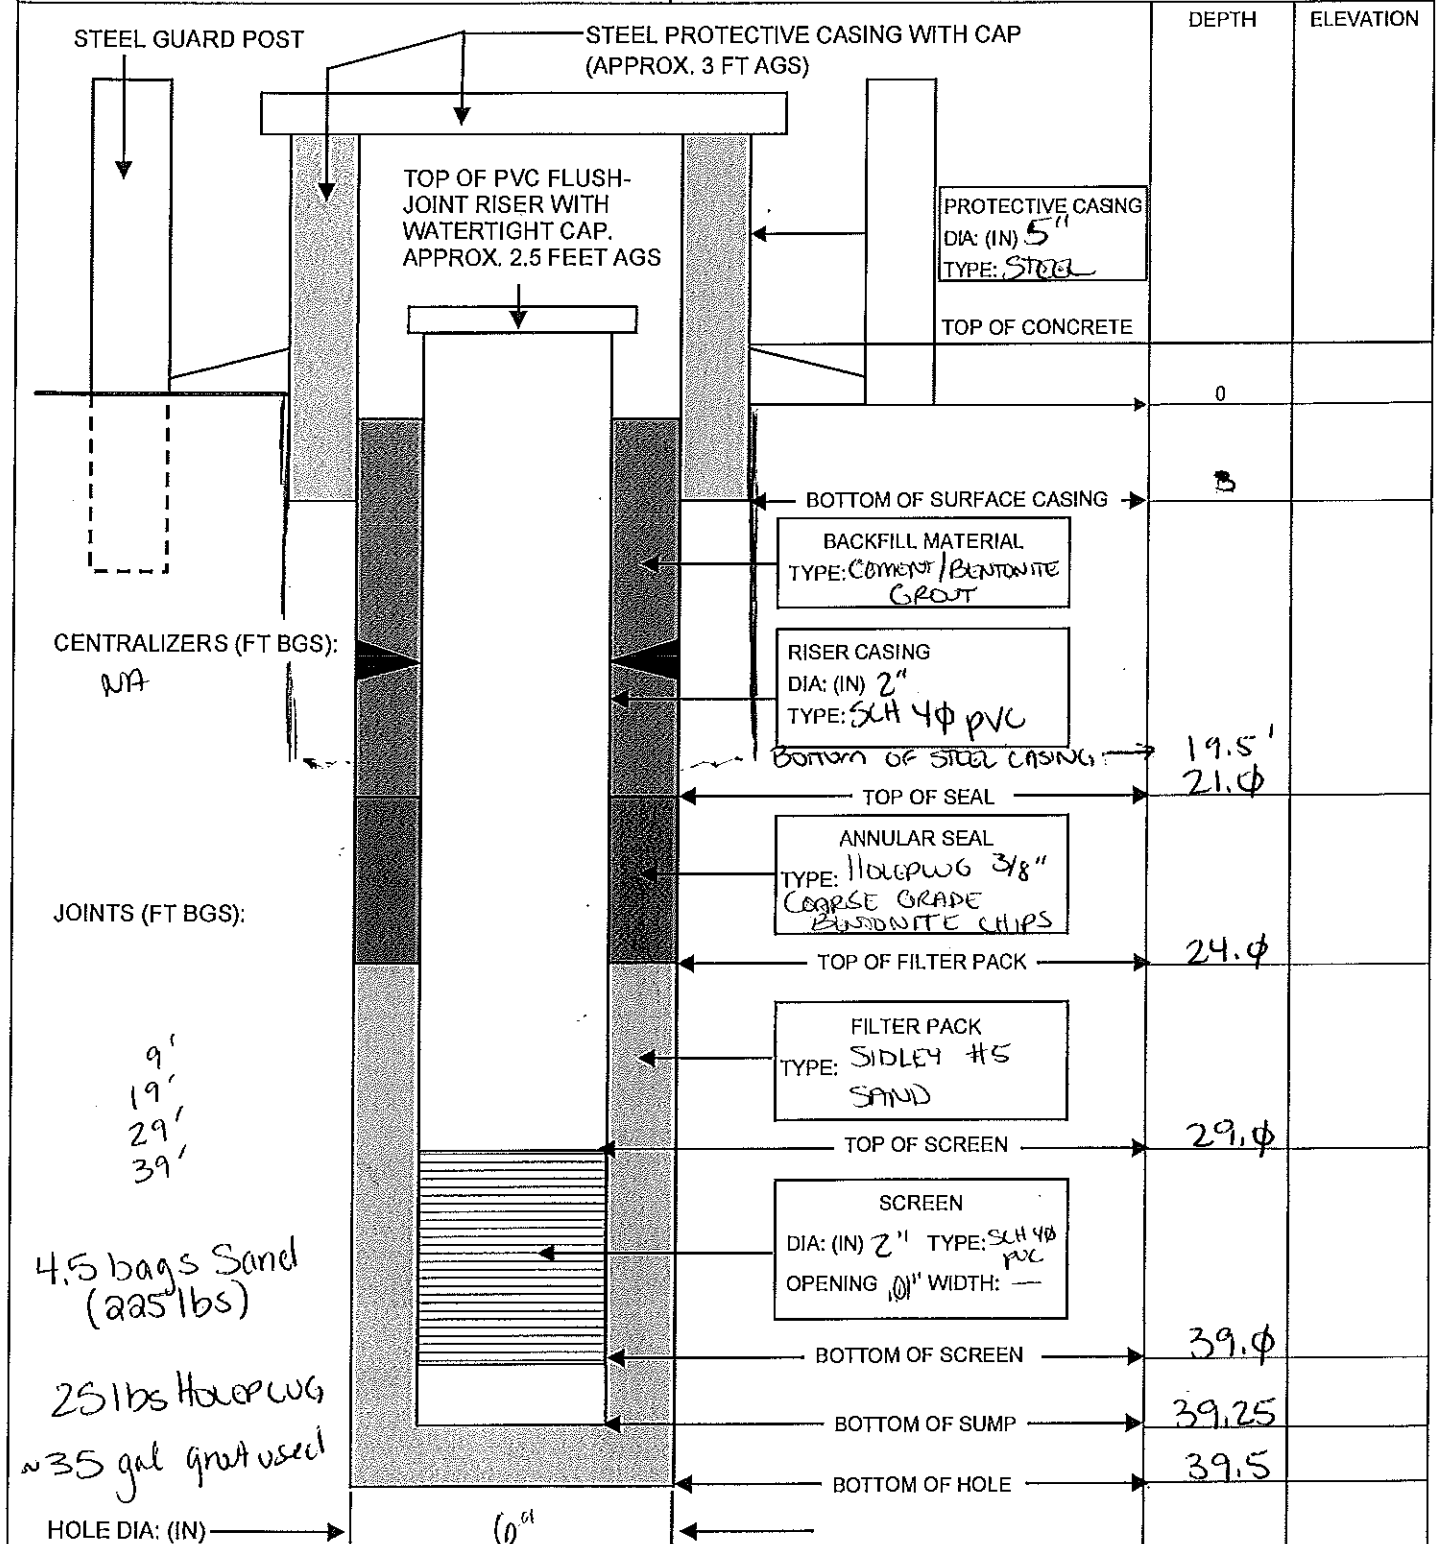 DEPTH
ELEVATION
STEEL GUARD POST
STEEL PROTECTIVE CASING WITH CAP
(APPROX. 3 FT AGS)
TOP OF PVC FLUSH-
JOINT RISER WITH
WATERTIGHT CAP.
APPROX. 2.5 FEET AGS
PROTECTIVE CASING
DIA: (IN) 5"
TYPE: STEEL
TOP OF CONCRETE
0
BOTTOM OF SURFACE CASING
3
BACKFILL MATERIAL
TYPE: CEMENT/BENTONITE
GROUT
CENTRALIZERS (FT BGS):
NA
RISER CASING
DIA: (IN) 2"
TYPE: SCH 4Φ PVC
BOTTOM OF STEEL CASING 19.5'
TOP OF SEAL 21.Φ
ANNULAR SEAL
TYPE: HOLEPLUG 3/8"
COARSE GRADE
BENTONITE CHIPS
JOINTS (FT BGS):
TOP OF FILTER PACK 24.Φ
FILTER PACK
TYPE: SIDLEY #5
SAND
9'
19'
29'
39'
TOP OF SCREEN 29.Φ
SCREEN
DIA: (IN) 2" TYPE: SCH 4Φ
PVC
OPENING .01" WIDTH: —
4.5 bags Sand
(225 lbs)
BOTTOM OF SCREEN 39.Φ
25 lbs HOLEPLUG
BOTTOM OF SUMP 39.25
~35 gal grout used
BOTTOM OF HOLE 39.5
HOLE DIA: (IN)